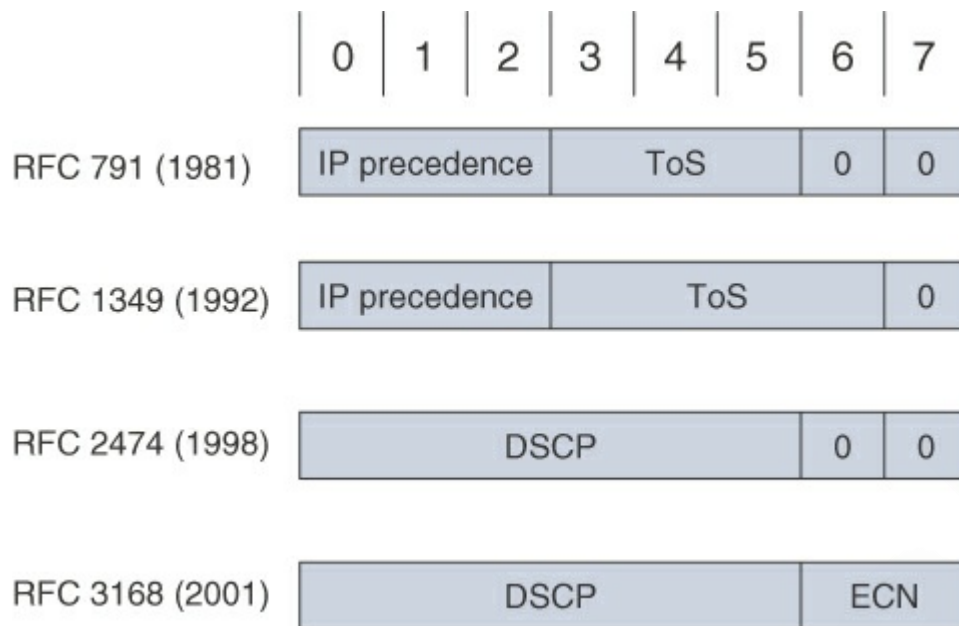 0 1 2 3 4 5 6 7
RFC 791 (1981) IP precedence ToS 0 0
RFC 1349 (1992) IP precedence ToS 0
RFC 2474 (1998) DSCP 0 0
RFC 3168 (2001) DSCP ECN